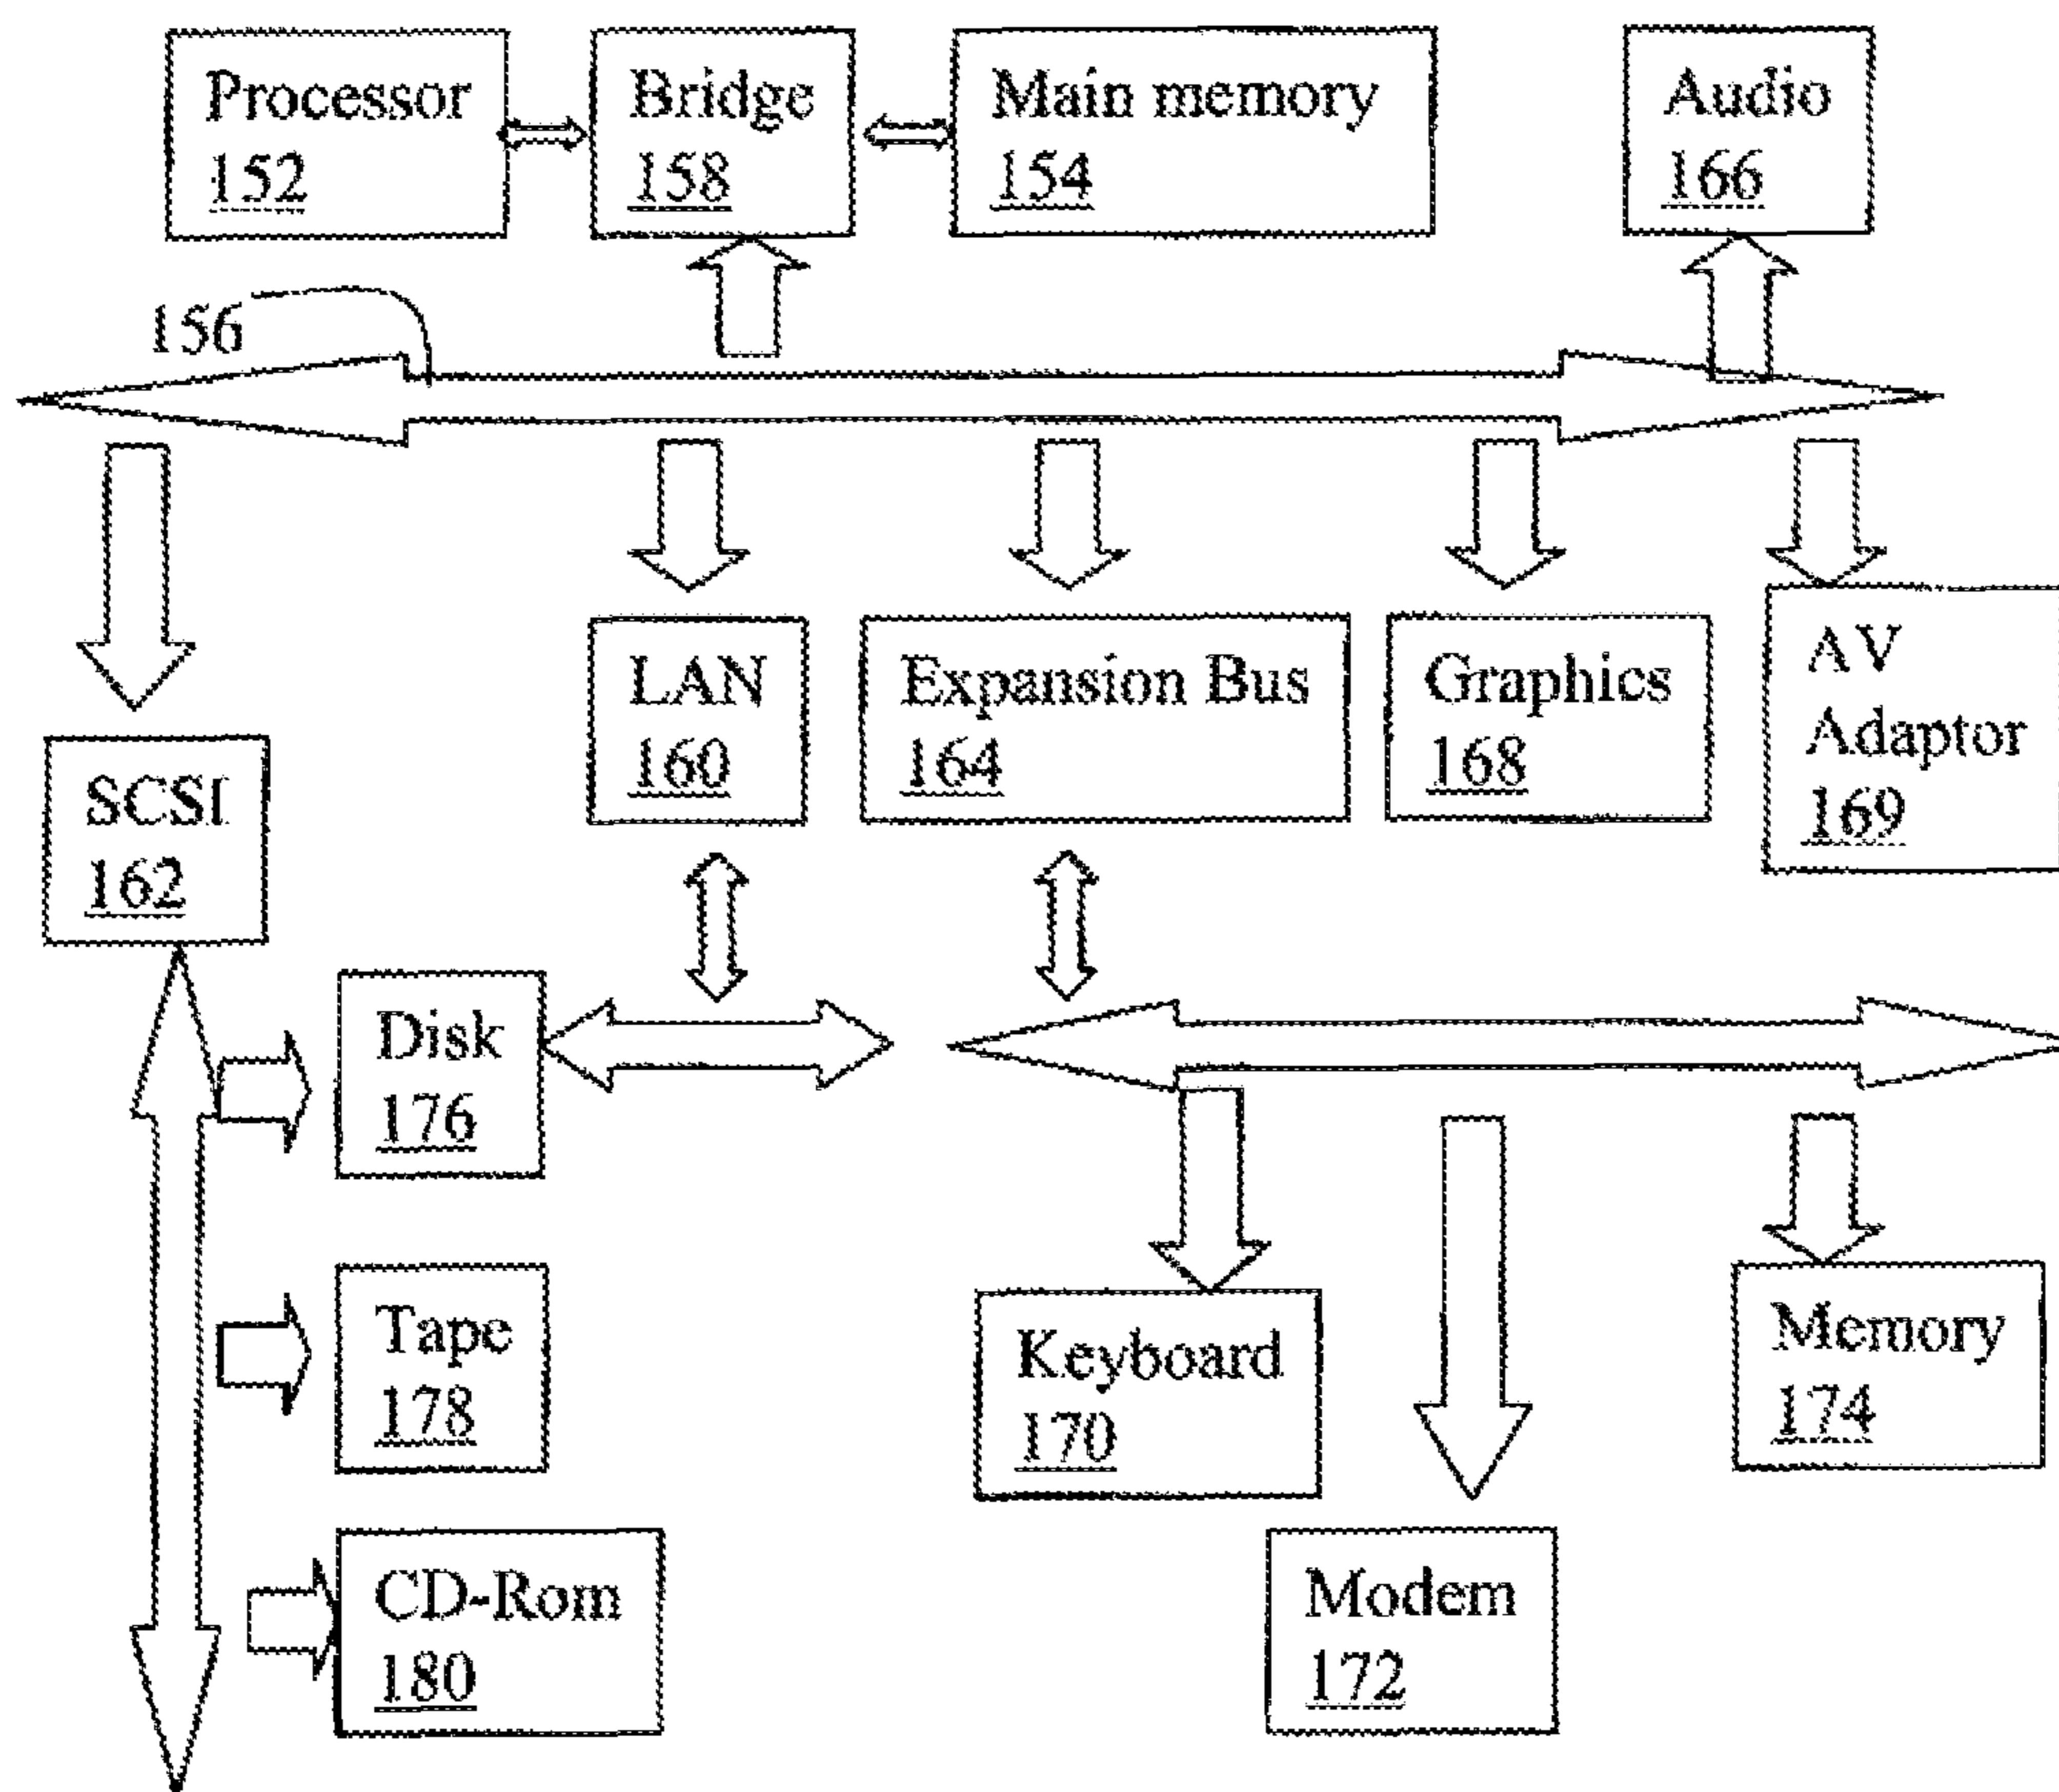 Processor
152
Bridge
158
Main memory
154
Audio
166
156
LAN
160
Expansion Bus
164
Graphics
168
AV
Adaptor
169
SCSI
162
Disk
176
Tape
178
Keyboard
170
Memory
174
CD-Rom
180
Modem
172